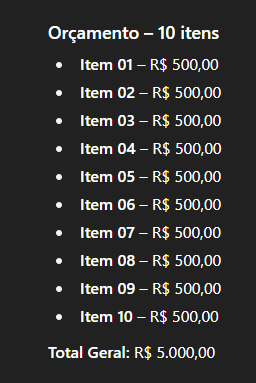 Orçamento – 10 itens
• Item 01 – R$ 500,00
• Item 02 – R$ 500,00
• Item 03 – R$ 500,00
• Item 04 – R$ 500,00
• Item 05 – R$ 500,00
• Item 06 – R$ 500,00
• Item 07 – R$ 500,00
• Item 08 – R$ 500,00
• Item 09 – R$ 500,00
• Item 10 – R$ 500,00
Total Geral: R$ 5.000,00